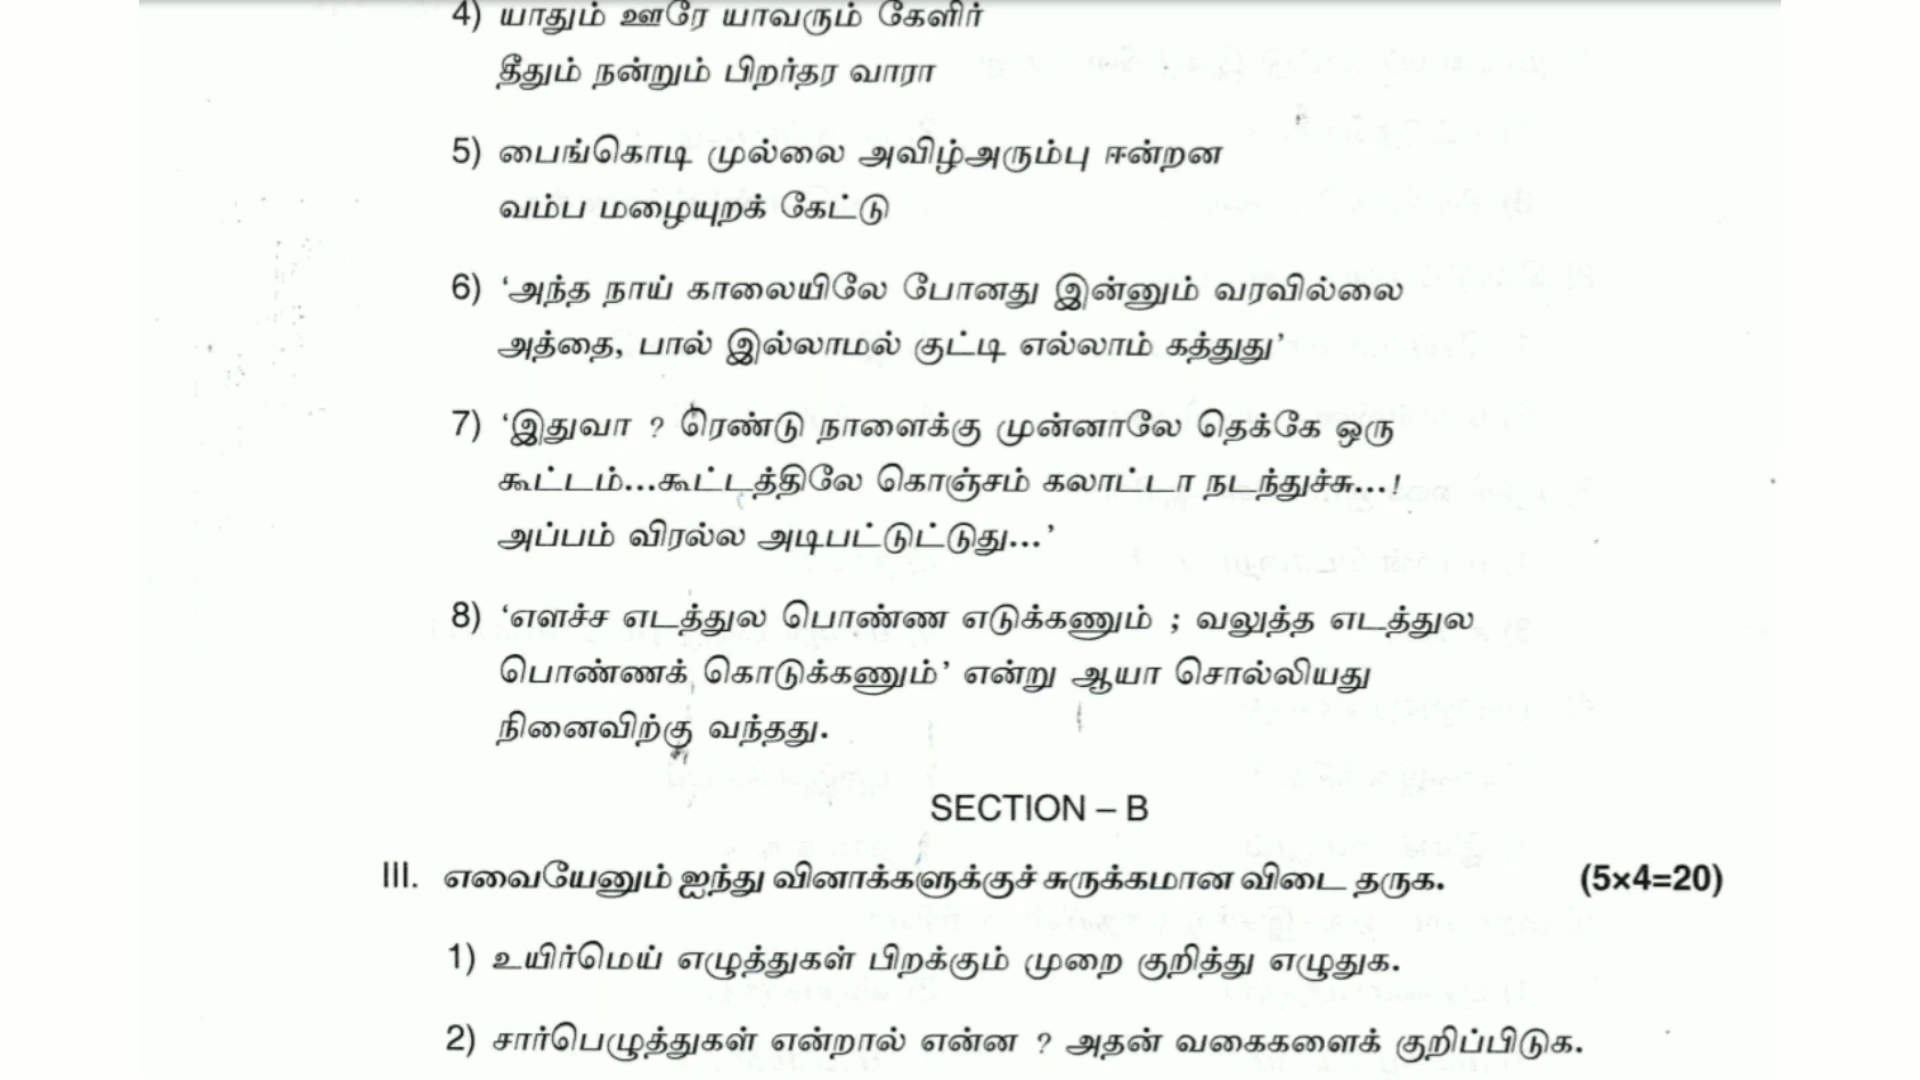 4) யாதும் ஊரே யாவரும் கேளிர்
தீதும் நன்றும் பிறர்தர வாரா
5) பைங்கொடி முல்லை அவிழ்அரும்பு ஈன்றன
வம்ப மழையுறக் கேட்டு
6) ‘அந்த நாய் காலையிலே போனது இன்னும் வரவில்லை
அத்தை, பால் இல்லாமல் குட்டி எல்லாம் கத்துது’
7) ‘இதுவா ? ரெண்டு நாளைக்கு முன்னாலே தெக்கே ஒரு
கூட்டம்...கூட்டத்திலே கொஞ்சம் கலாட்டா நடந்துச்சு...!
அப்பம் விரல்ல அடிபட்டுட்டுது...’
8) ‘எளச்ச எடத்துல பொண்ண எடுக்கணும் ; வலுத்த எடத்துல
பொண்ணக் கொடுக்கணும்’ என்று ஆயா சொல்லியது
நினைவிற்கு வந்தது.
SECTION – B
III. எவையேனும் ஐந்து வினாக்களுக்குச் சுருக்கமான விடை தருக. (5×4=20)
1) உயிர்மெய் எழுத்துகள் பிறக்கும் முறை குறித்து எழுதுக.
2) சார்பெழுத்துகள் என்றால் என்ன ? அதன் வகைகளைக் குறிப்பிடுக.